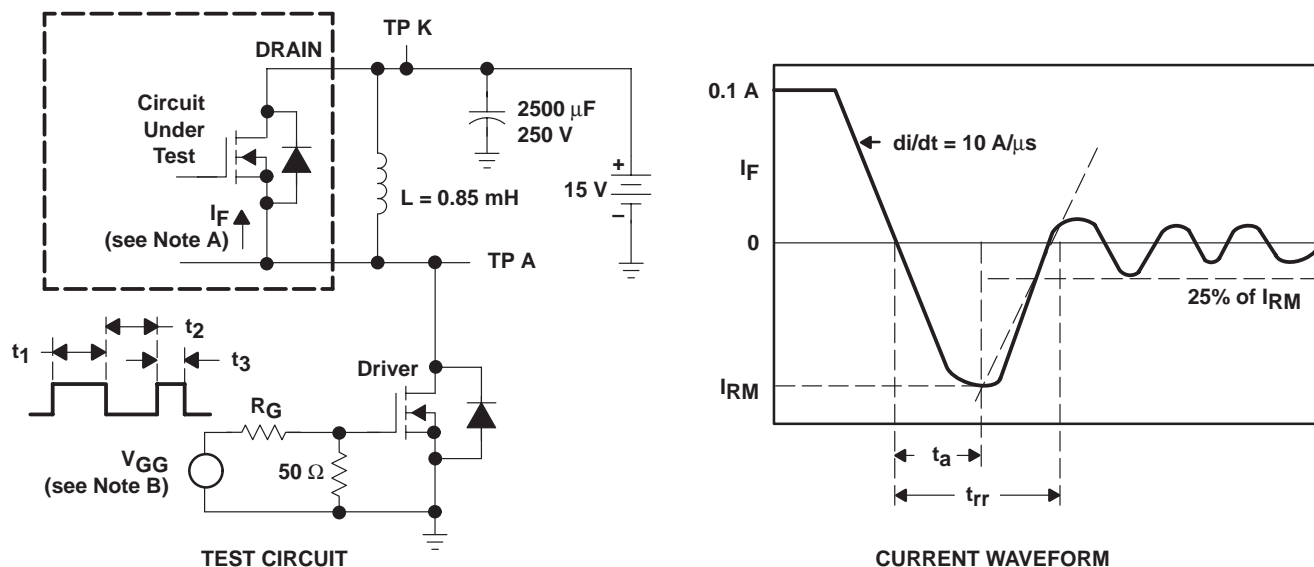 TP K
DRAIN
Circuit
Under
Test
2500 μF
250 V
15 V
+
–
L = 0.85 mH
IF
(see Note A)
TP A
t2
t1
t3
Driver
RG
VGG
(see Note B)
50 Ω
TEST CIRCUIT
0.1 A
di/dt = 10 A/μs
IF
0
25% of IRM
IRM
ta
trr
CURRENT WAVEFORM